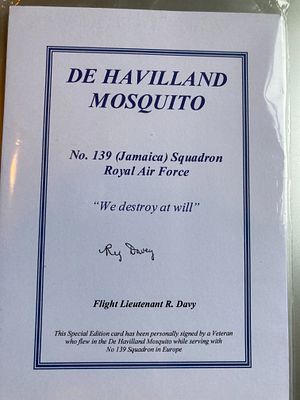 DE HAVILLAND
MOSQUITO
No. 139 (Jamaica) Squadron
Royal Air Force
“We destroy at will”
Ry Davy
Flight Lieutenant R. Davy
This Special Edition card has been personally signed by a Veteran
who flew in the De Havilland Mosquito while serving with
No 139 Squadron in Europe